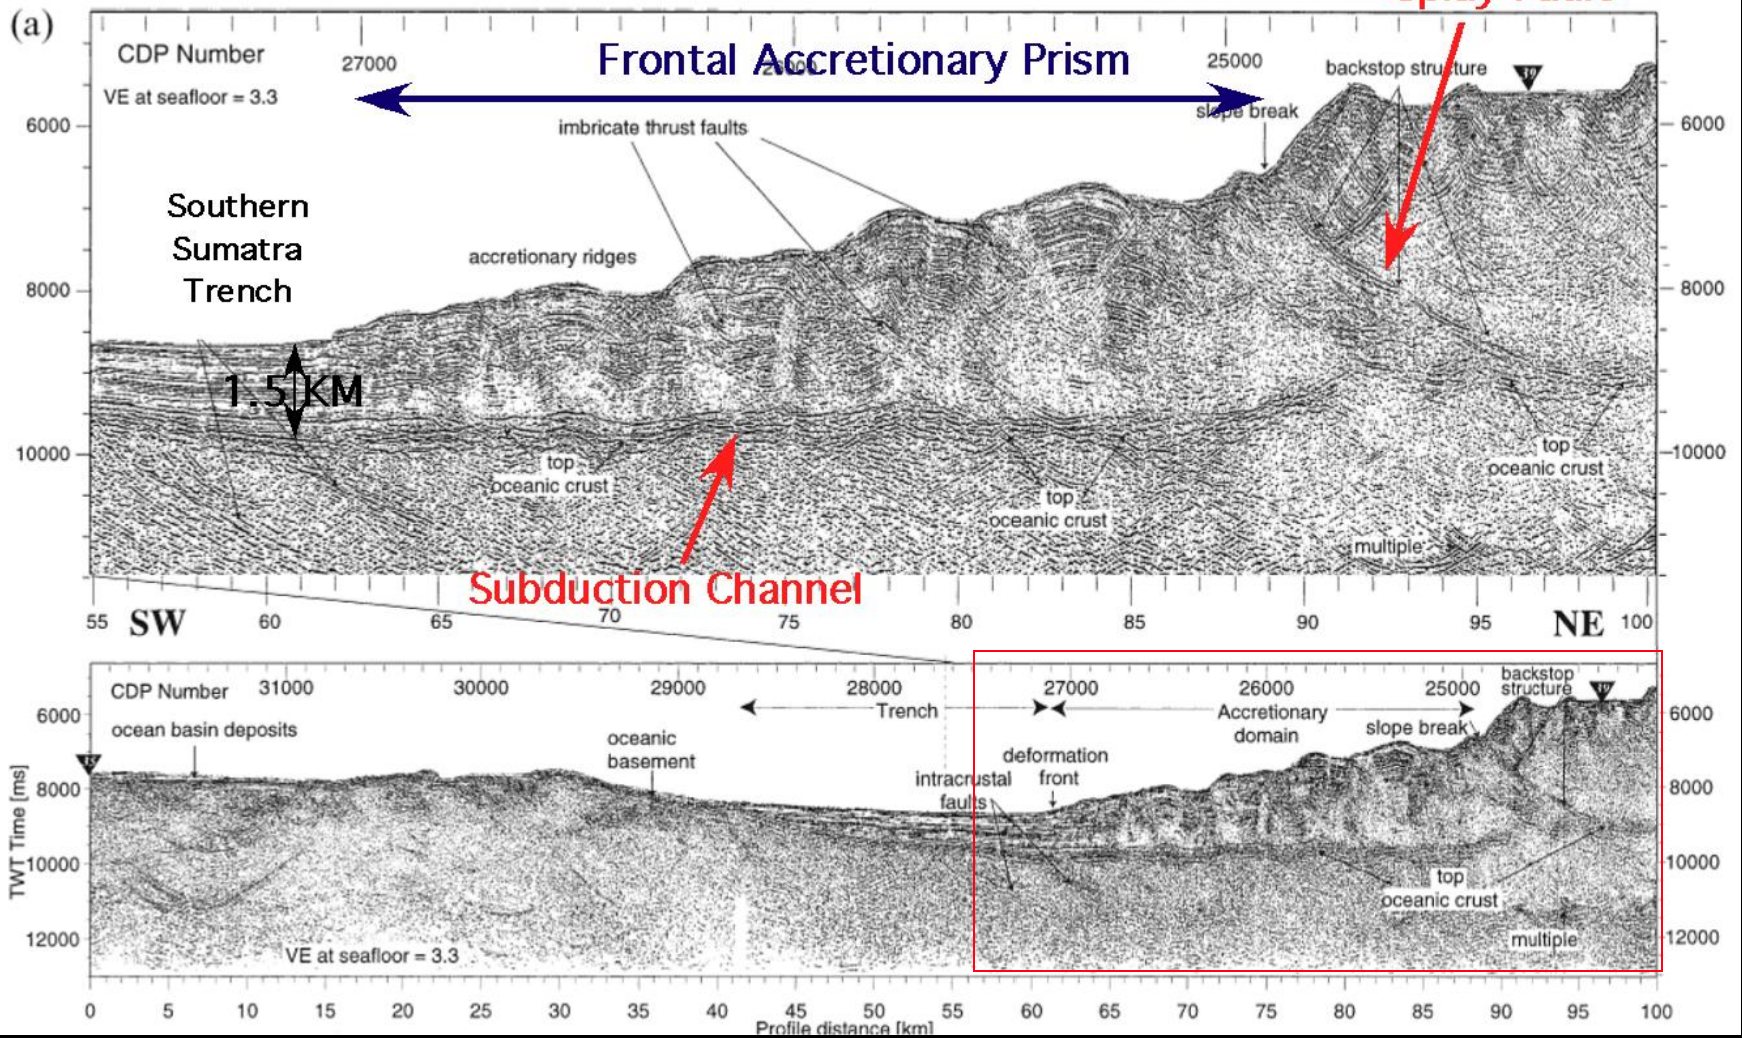 Splay Fault
(a)
CDP Number
27000
Frontal Accretionary Prism
26000
25000
backstop structure
39
VE at seafloor = 3.3
slope break
6000
imbricate thrust faults
6000
Southern
Sumatra
Trench
accretionary ridges
8000
8000
1.5 KM
10000
top
oceanic crust
top
oceanic crust
top
oceanic crust
10000
multiple
Subduction Channel
55
SW
60
65
70
75
80
85
90
95
NE
100
CDP Number
31000
30000
29000
28000
27000
26000
25000
backstop
structure
39
6000
ocean basin deposits
Trench
Accretionary
domain
slope break
6000
oceanic
basement
deformation
front
intracrustal
faults
8000
8000
TWT Time [ms]
10000
top
oceanic crust
10000
12000
VE at seafloor = 3.3
multiple
12000
0
5
10
15
20
25
30
35
40
45
50
55
60
65
70
75
80
85
90
95
100
Profile distance [km]